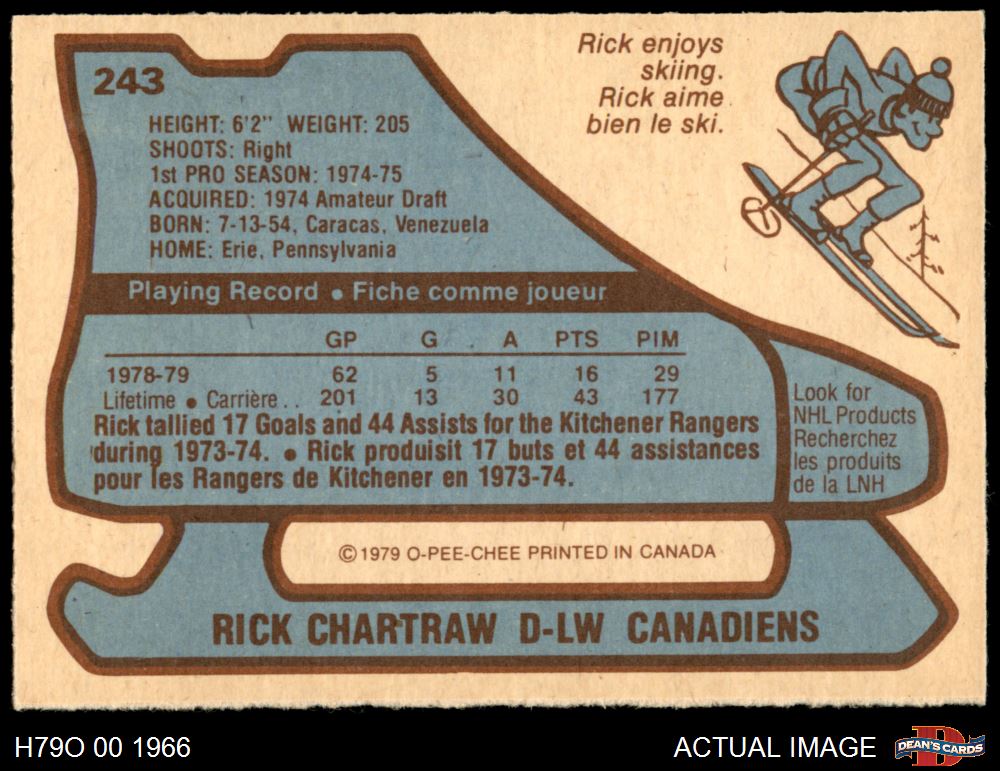 243
Rick enjoys
skiing.
Rick aime
bien le ski.
HEIGHT: 6'2" WEIGHT: 205
SHOOTS: Right
1st PRO SEASON: 1974-75
ACQUIRED: 1974 Amateur Draft
BORN: 7-13-54, Caracas, Venezuela
HOME: Erie, Pennsylvania
Playing Record • Fiche comme joueur
GP G A PTS PIM
1978-79 62 5 11 16 29
Lifetime • Carrière . . 201 13 30 43 177
Rick tallied 17 Goals and 44 Assists for the Kitchener Rangers
during 1973-74. • Rick produisit 17 buts et 44 assistances
pour les Rangers de Kitchener en 1973-74.
Look for
NHL Products
Recherchez
les produits
de la LNH
© 1979 O-PEE-CHEE PRINTED IN CANADA
RICK CHARTRAW D-LW CANADIENS
H79O 00 1966
ACTUAL IMAGE
D
DEAN'S CARDS